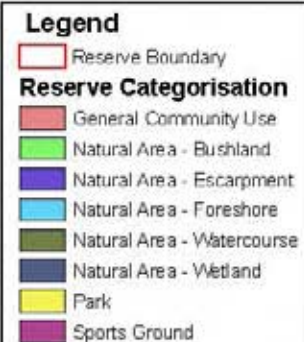 Legend
Reserve Boundary
Reserve Categorisation
General Community Use
Natural Area - Bushland
Natural Area - Escarpment
Natural Area - Foreshore
Natural Area - Watercourse
Natural Area - Wetland
Park
Sports Ground